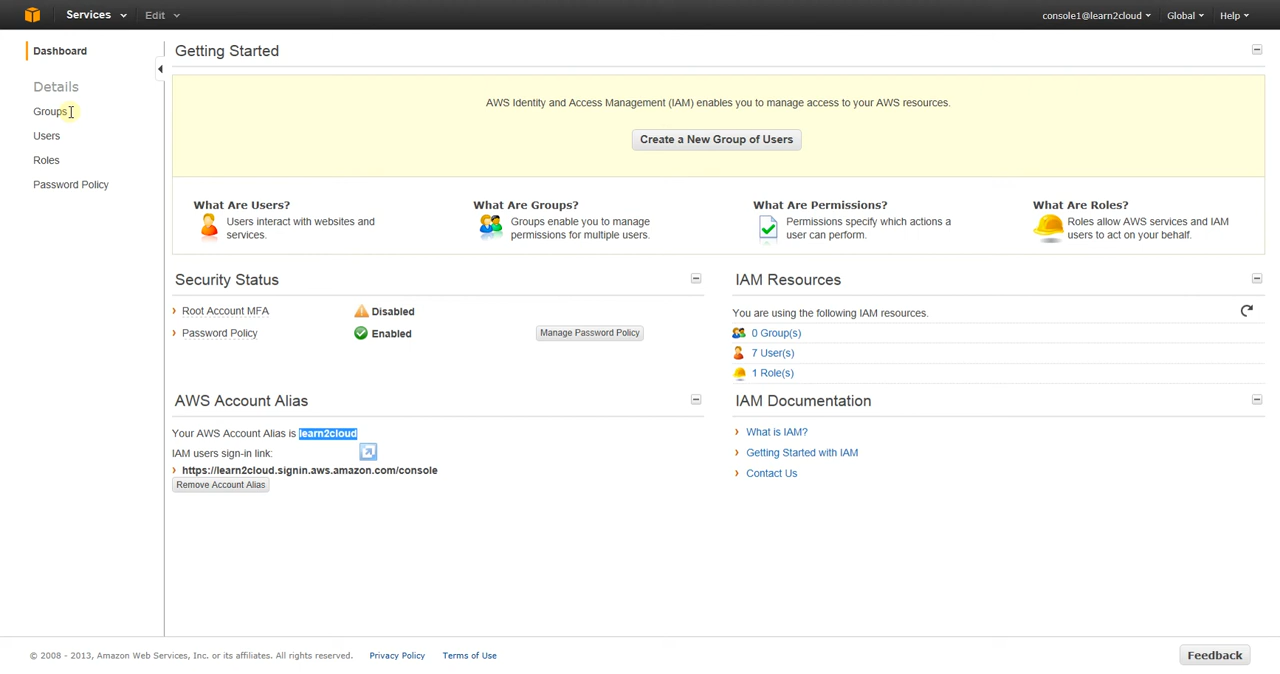 Services Edit console1@learn2cloud Global Help
Dashboard
Details
Groups
Users
Roles
Password Policy
Getting Started
AWS Identity and Access Management (IAM) enables you to manage access to your AWS resources.
Create a New Group of Users
What Are Users?
Users interact with websites and
services.
What Are Groups?
Groups enable you to manage
permissions for multiple users.
What Are Permissions?
Permissions specify which actions a
user can perform.
What Are Roles?
Roles allow AWS services and IAM
users to act on your behalf.
Security Status
Root Account MFA Disabled
Password Policy Enabled Manage Password Policy
IAM Resources
You are using the following IAM resources.
0 Group(s)
7 User(s)
1 Role(s)
AWS Account Alias
Your AWS Account Alias is learn2cloud
IAM users sign-in link:
https://learn2cloud.signin.aws.amazon.com/console
Remove Account Alias
IAM Documentation
What is IAM?
Getting Started with IAM
Contact Us
© 2008 - 2013, Amazon Web Services, Inc. or its affiliates. All rights reserved. Privacy Policy Terms of Use Feedback